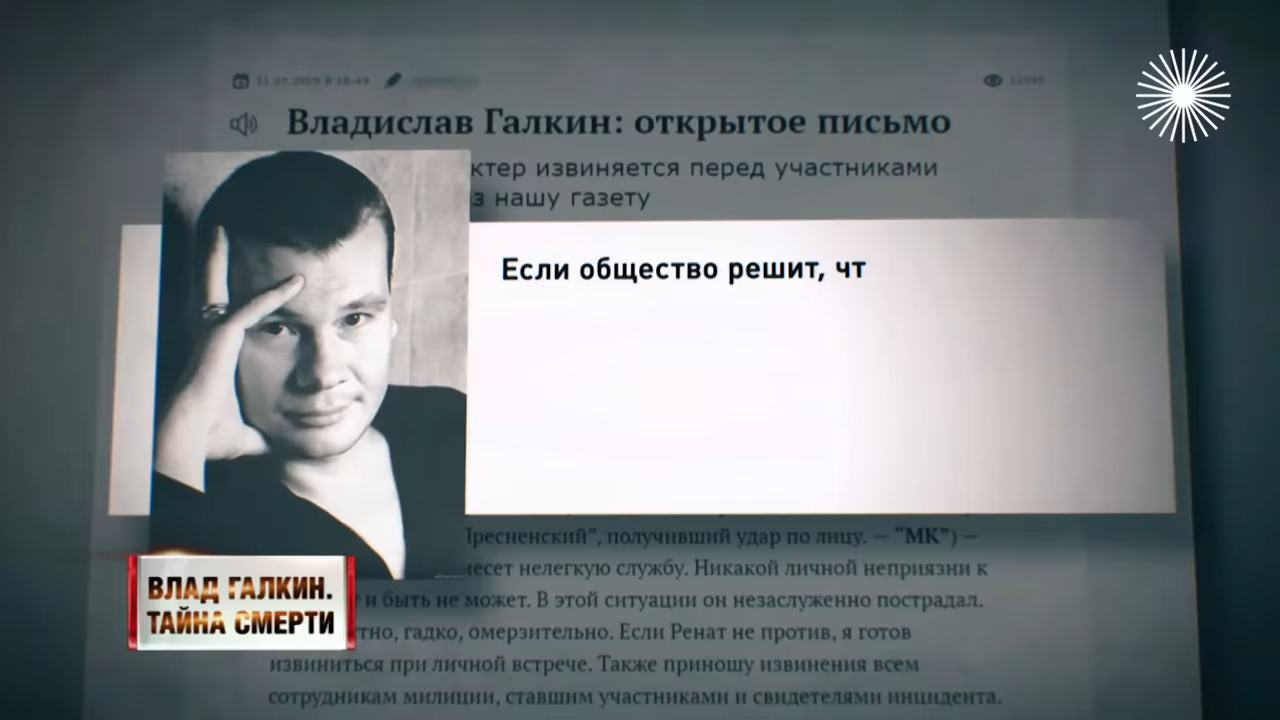 Владислав Галкин: открытое письмо
ктер извиняется перед участниками
з нашу газету
Если общество решит, чт
Пресненский”, получивший удар по лицу. — “МК”) —
несет нелегкую службу. Никакой личной неприязни к
и быть не может. В этой ситуации он незаслуженно пострадал.
тно, гадко, омерзительно. Если Ренат не против, я готов
извиниться при личной встрече. Также приношу извинения всем
сотрудникам милиции, ставшим участниками и свидетелями инцидента.
ВЛАД ГАЛКИН.
ТАЙНА СМЕРТИ